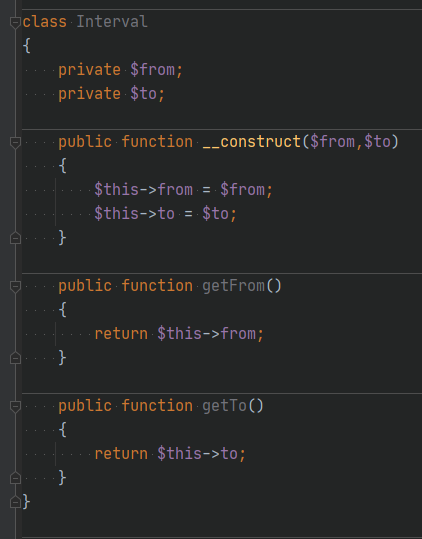 class Interval
{
    private $from;
    private $to;

    public function __construct($from,$to)
    {
        $this->from = $from;
        $this->to = $to;
    }

    public function getFrom()
    {
        return $this->from;
    }

    public function getTo()
    {
        return $this->to;
    }
}